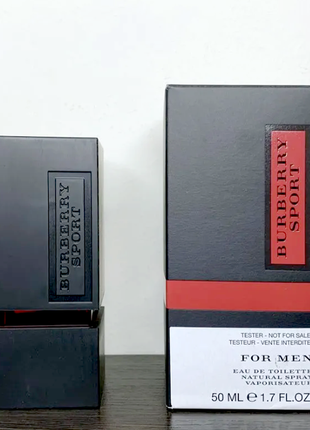 BURBERRY
SPORT
BURBERRY
SPORT
TESTER - NOT FOR SALE
TESTEUR - VENTE INTERDITE
FOR MEN
EAU DE TOILETTE
NATURAL SPRAY
VAPORISATEUR
50 ML ℮ 1.7 FL.OZ